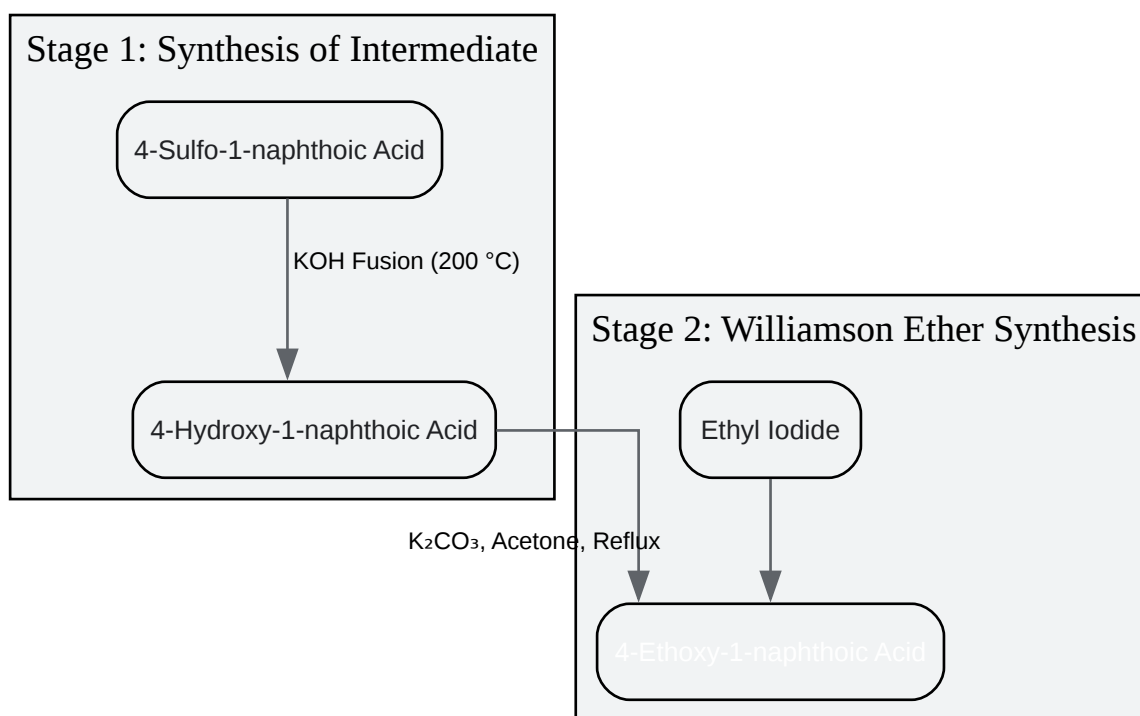 Stage 1: Synthesis of Intermediate
4-Sulfo-1-naphthoic Acid
KOH Fusion (200 °C)
4-Hydroxy-1-naphthoic Acid
Stage 2: Williamson Ether Synthesis
Ethyl Iodide
K₂CO₃, Acetone, Reflux
4-Ethoxy-1-naphthoic Acid